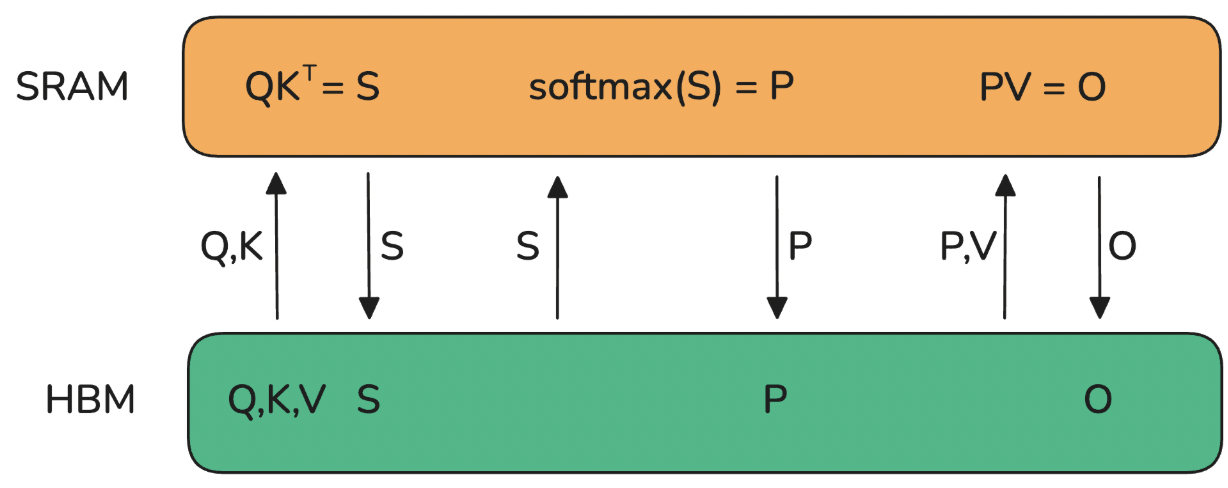 SRAM QKᵀ = S softmax(S) = P PV = O
Q,K S S P P,V O
HBM Q,K,V S P O